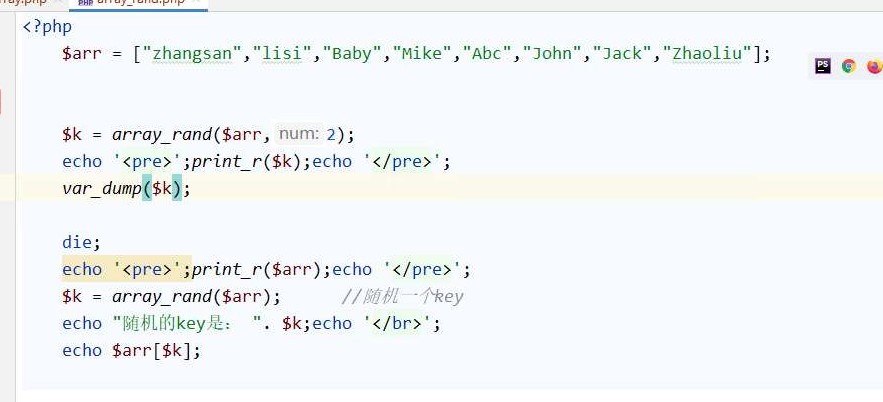 array_rand.php
<?php
$arr = ["zhangsan","lisi","Baby","Mike","Abc","John","Jack","Zhaoliu"];
$k = array_rand($arr, num: 2);
echo '<pre>';print_r($k);echo '</pre>';
var_dump($k);
die;
echo '<pre>';print_r($arr);echo '</pre>';
$k = array_rand($arr); //随机一个key
echo "随机的key是： ". $k;echo '</br>';
echo $arr[$k];